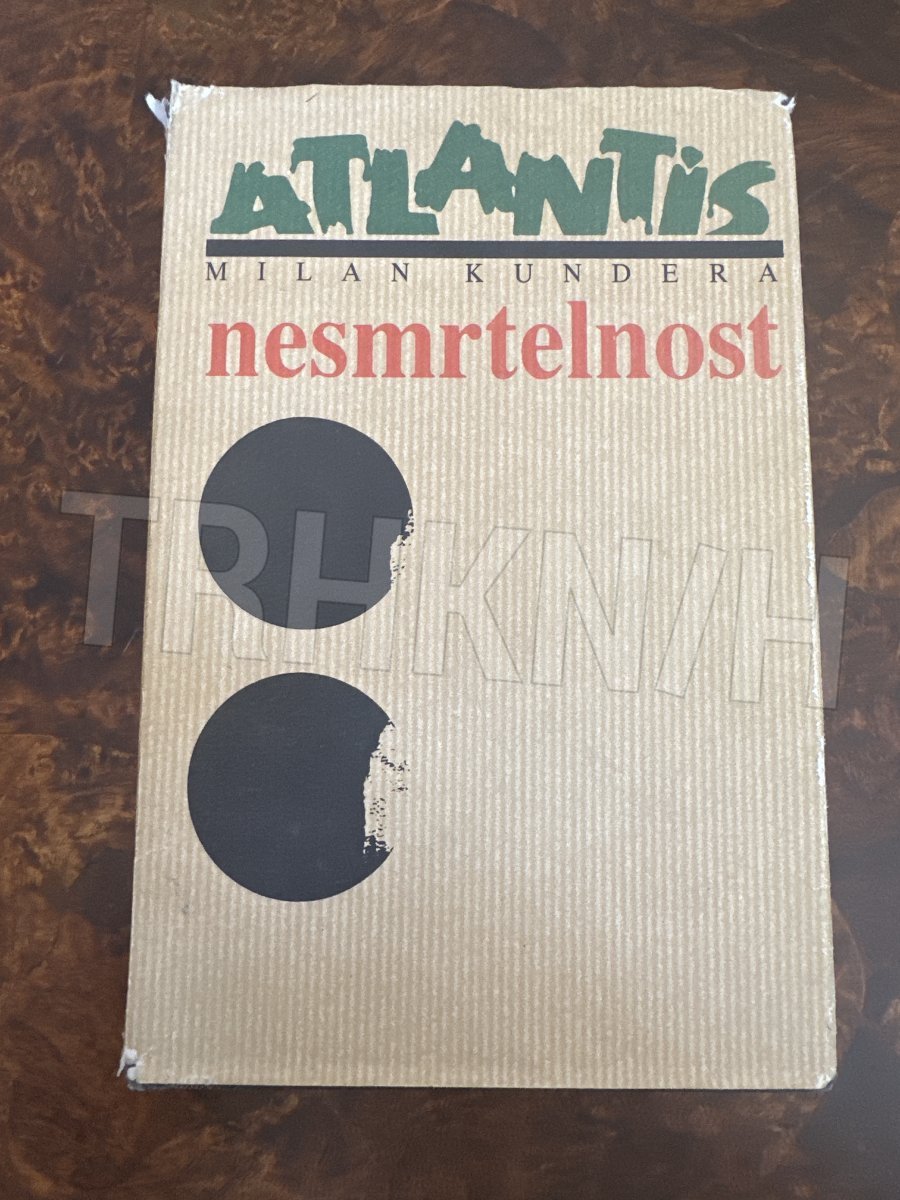 ATLANTiS
MILAN KUNDERA
nesmrtelnost
TRHKNIH